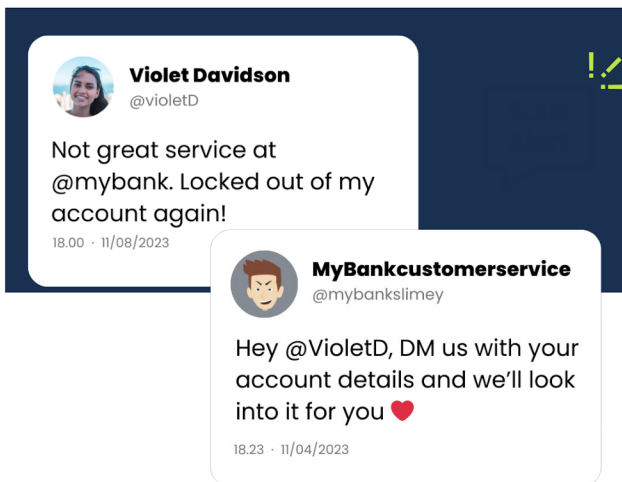 Violet Davidson
@violetD
Not great service at
@mybank. Locked out of my
account again!
18.00 · 11/08/2023
MyBankcustomerservice
@mybankslimey
Hey @VioletD, DM us with your
account details and we'll look
into it for you ❤️
18.23 · 11/04/2023